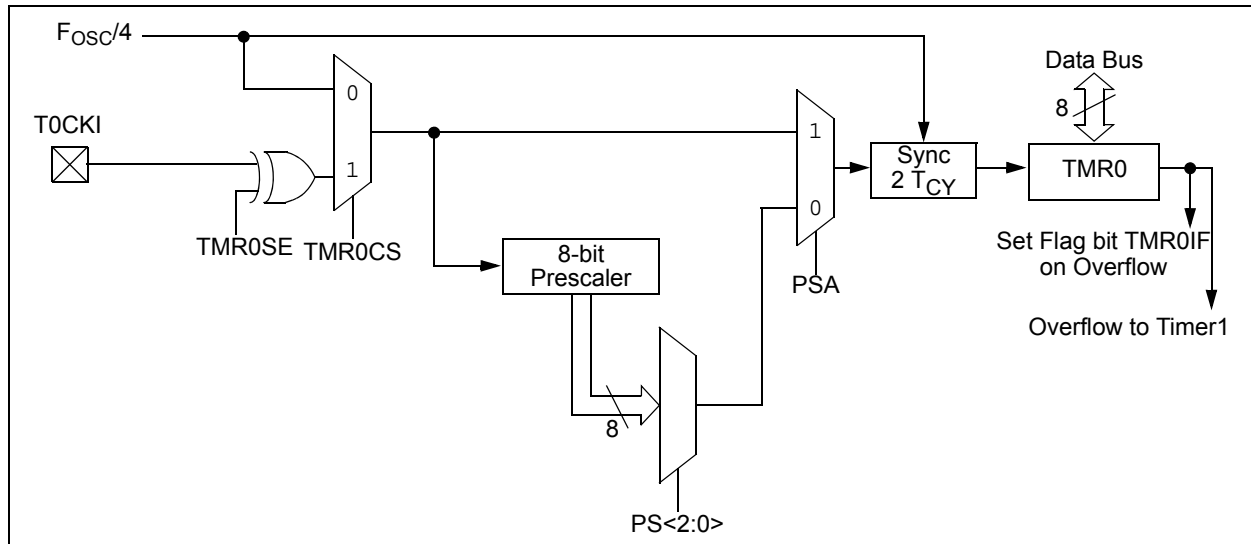 FOSC/4
Data Bus
8
T0CKI
0
1
1
0
Sync
2 TCY
TMR0
TMR0SE
TMR0CS
8-bit
Prescaler
PSA
Set Flag bit TMR0IF
on Overflow
Overflow to Timer1
8
PS<2:0>